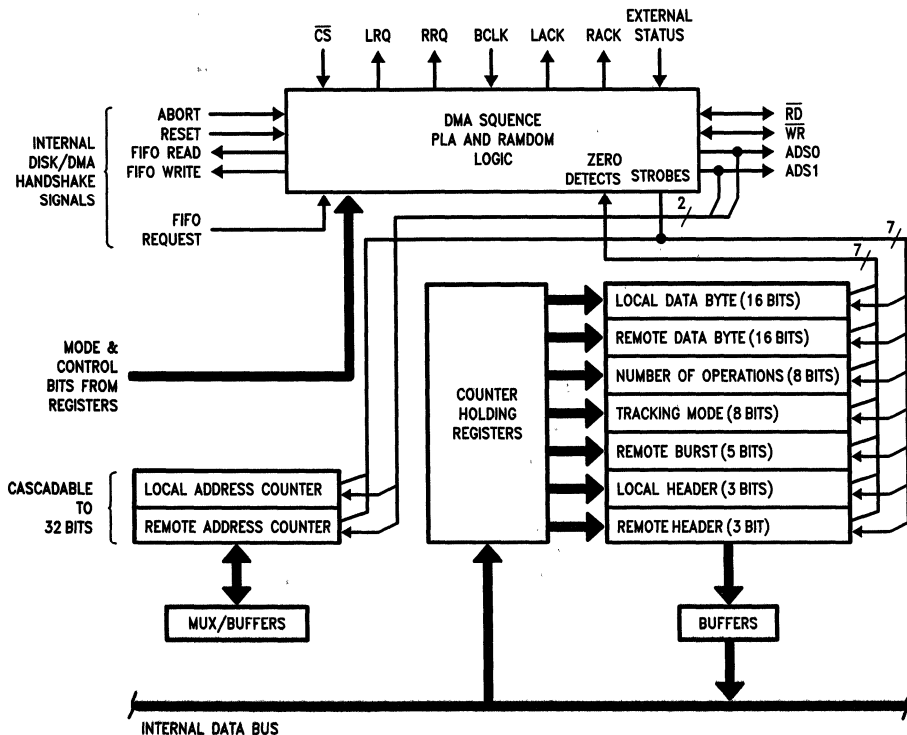 EXTERNAL
C̅S̅ LRQ RRQ BCLK LACK RACK STATUS
ABORT
RESET
FIFO READ
FIFO WRITE
INTERNAL
DISK/DMA
HANDSHAKE
SIGNALS
FIFO
REQUEST
DMA SQUENCE
PLA AND RAMDOM
LOGIC
ZERO
DETECTS STROBES
R̅D̅
W̅R̅
ADS0
ADS1
2
7
7
MODE &
CONTROL
BITS FROM
REGISTERS
COUNTER
HOLDING
REGISTERS
LOCAL DATA BYTE (16 BITS)
REMOTE DATA BYTE (16 BITS)
NUMBER OF OPERATIONS (8 BITS)
TRACKING MODE (8 BITS)
REMOTE BURST (5 BITS)
LOCAL HEADER (3 BITS)
REMOTE HEADER (3 BIT)
CASCADABLE
TO
32 BITS
LOCAL ADDRESS COUNTER
REMOTE ADDRESS COUNTER
MUX/BUFFERS
BUFFERS
INTERNAL DATA BUS